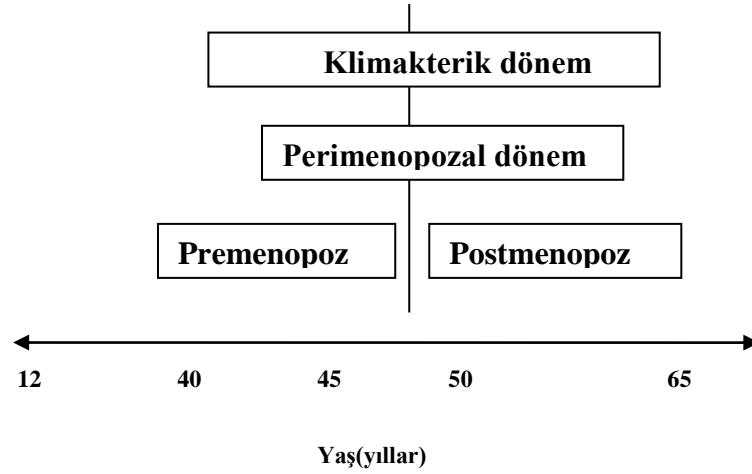 Klimakterik dönem
Perimenopozal dönem
Premenopoz Postmenopoz
12 40 45 50 65
Yaş(yıllar)